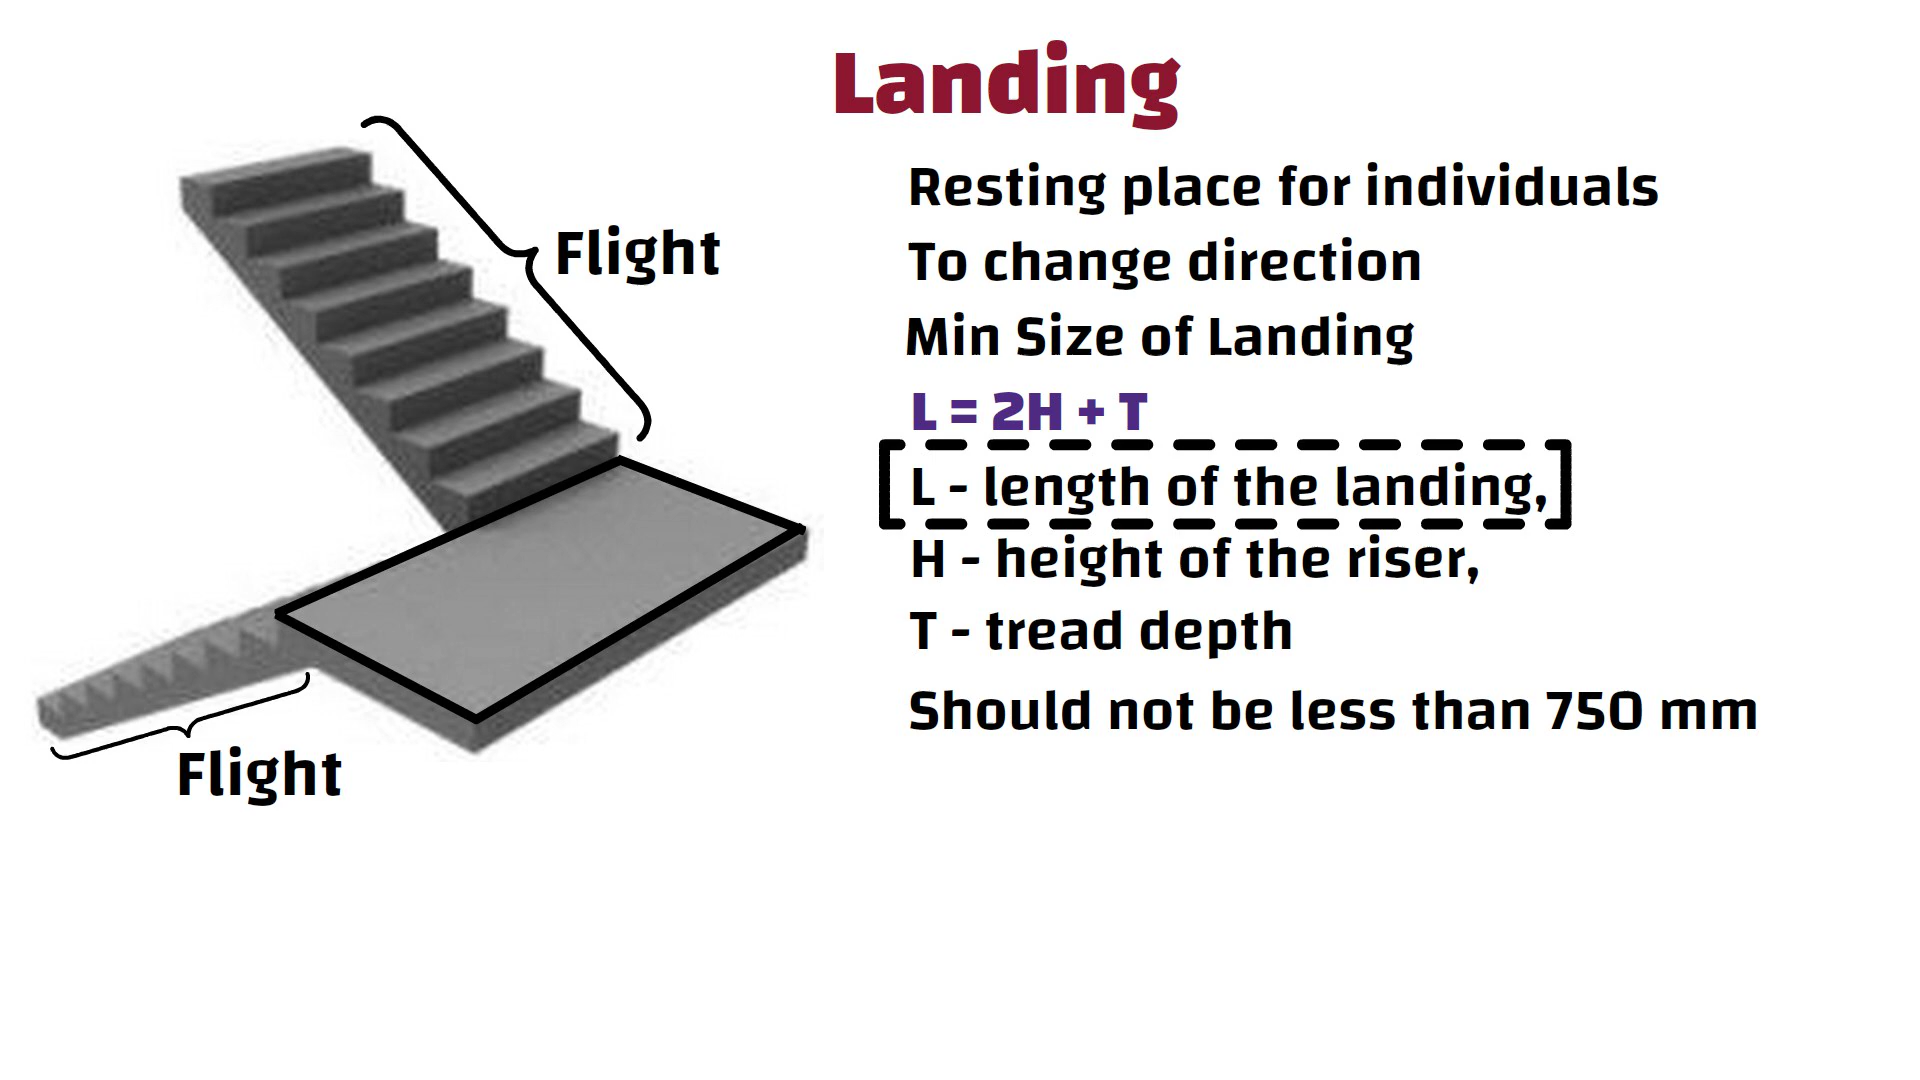 Landing
Flight
Resting place for individuals
To change direction
Min Size of Landing
L = 2H + T
L - length of the landing,
H - height of the riser,
T - tread depth
Should not be less than 750 mm
Flight